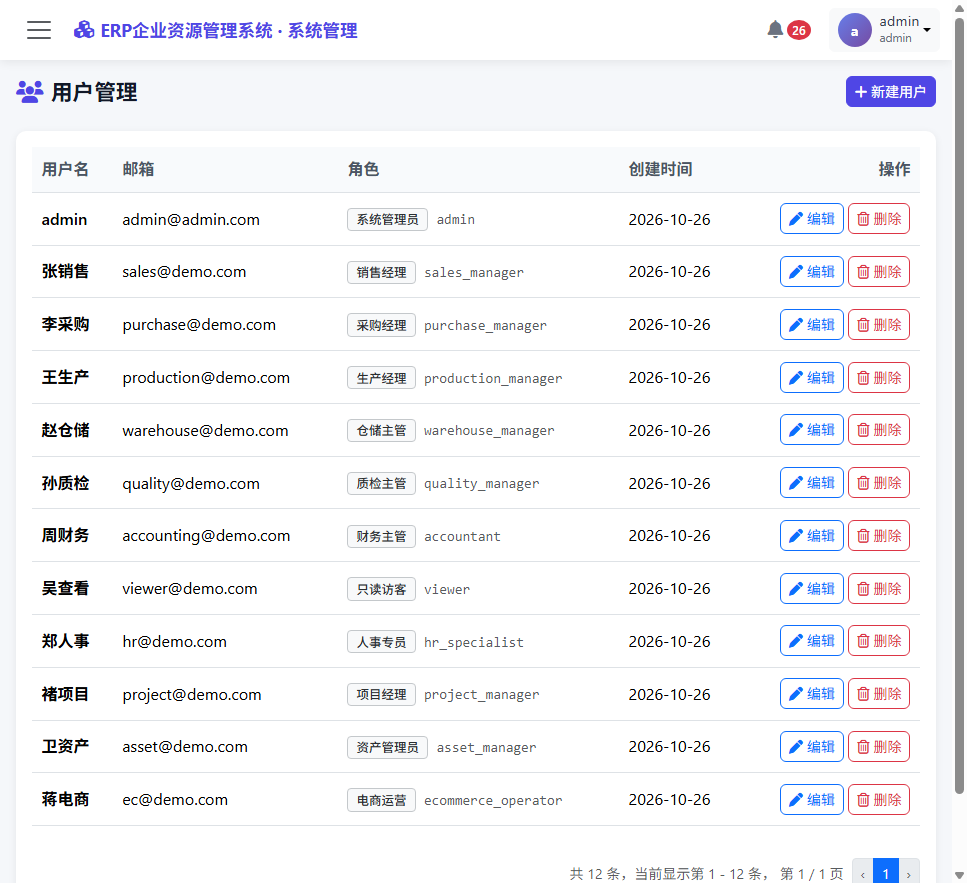 ERP企业资源管理系统 · 系统管理
26
a
admin
admin
用户管理
新建用户
用户名 邮箱 角色 创建时间 操作
admin admin@admin.com 系统管理员 admin 2026-10-26 编辑 删除
张销售 sales@demo.com 销售经理 sales_manager 2026-10-26 编辑 删除
李采购 purchase@demo.com 采购经理 purchase_manager 2026-10-26 编辑 删除
王生产 production@demo.com 生产经理 production_manager 2026-10-26 编辑 删除
赵仓储 warehouse@demo.com 仓储主管 warehouse_manager 2026-10-26 编辑 删除
孙质检 quality@demo.com 质检主管 quality_manager 2026-10-26 编辑 删除
周财务 accounting@demo.com 财务主管 accountant 2026-10-26 编辑 删除
吴查看 viewer@demo.com 只读访客 viewer 2026-10-26 编辑 删除
郑人事 hr@demo.com 人事专员 hr_specialist 2026-10-26 编辑 删除
褚项目 project@demo.com 项目经理 project_manager 2026-10-26 编辑 删除
卫资产 asset@demo.com 资产管理员 asset_manager 2026-10-26 编辑 删除
蒋电商 ec@demo.com 电商运营 ecommerce_operator 2026-10-26 编辑 删除
共 12 条，当前显示第 1 - 12 条， 第 1 / 1 页 ‹ 1 ›